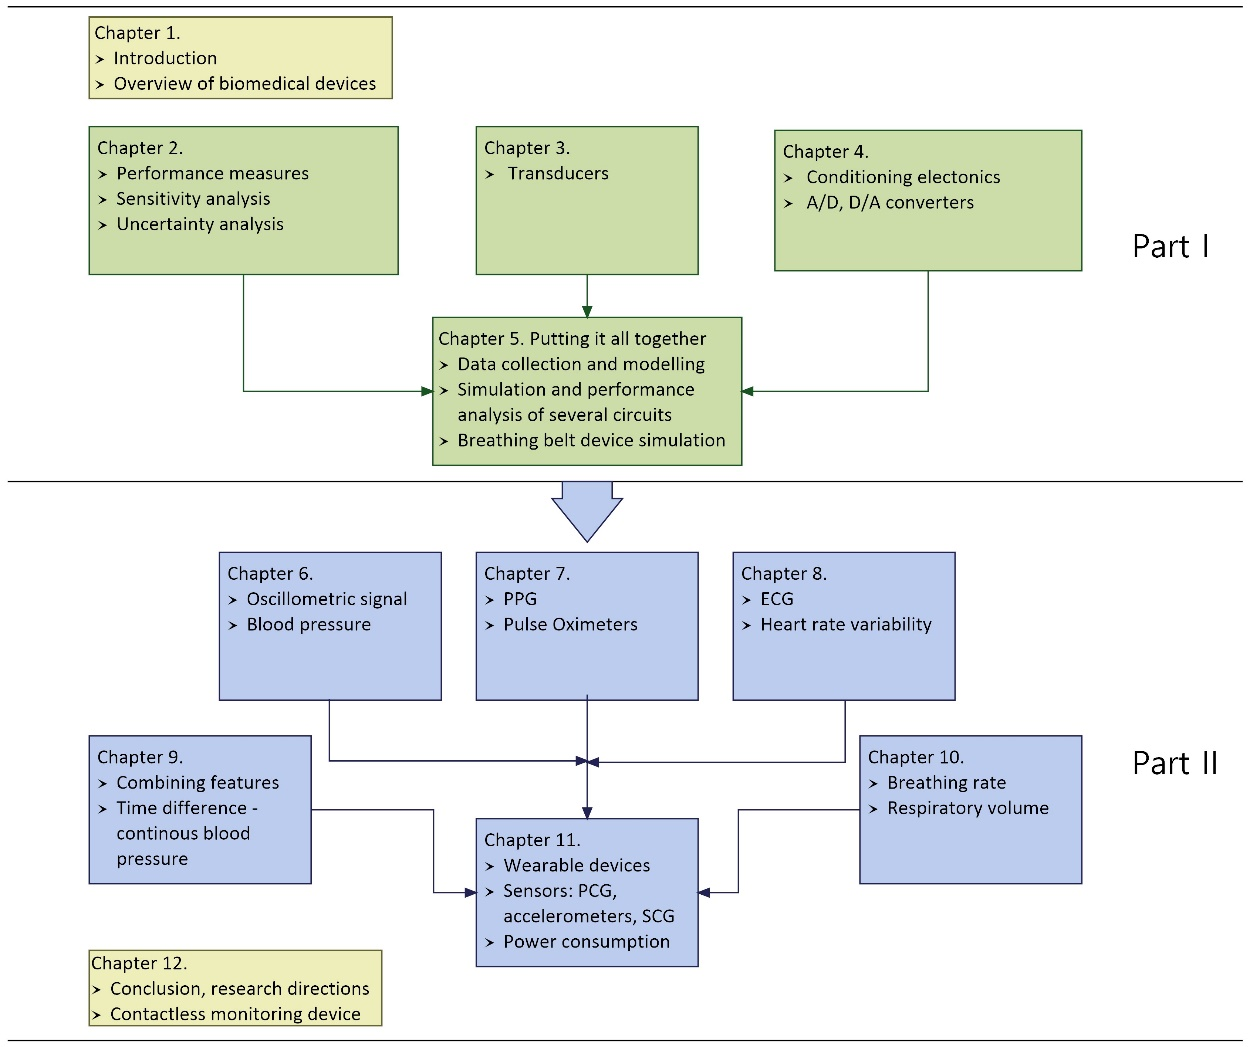 Chapter 1.
➢ Introduction
➢ Overview of biomedical devices
Chapter 2.
➢ Performance measures
➢ Sensitivity analysis
➢ Uncertainty analysis
Chapter 3.
➢ Transducers
Chapter 4.
➢ Conditioning electonics
➢ A/D, D/A converters
Part I
Chapter 5. Putting it all together
➢ Data collection and modelling
➢ Simulation and performance
analysis of several circuits
➢ Breathing belt device simulation
Chapter 6.
➢ Oscillometric signal
➢ Blood pressure
Chapter 7.
➢ PPG
➢ Pulse Oximeters
Chapter 8.
➢ ECG
➢ Heart rate variability
Chapter 9.
➢ Combining features
➢ Time difference -
continous blood
pressure
Chapter 10.
➢ Breathing rate
➢ Respiratory volume
Part II
Chapter 11.
➢ Wearable devices
➢ Sensors: PCG,
accelerometers, SCG
➢ Power consumption
Chapter 12.
➢ Conclusion, research directions
➢ Contactless monitoring device